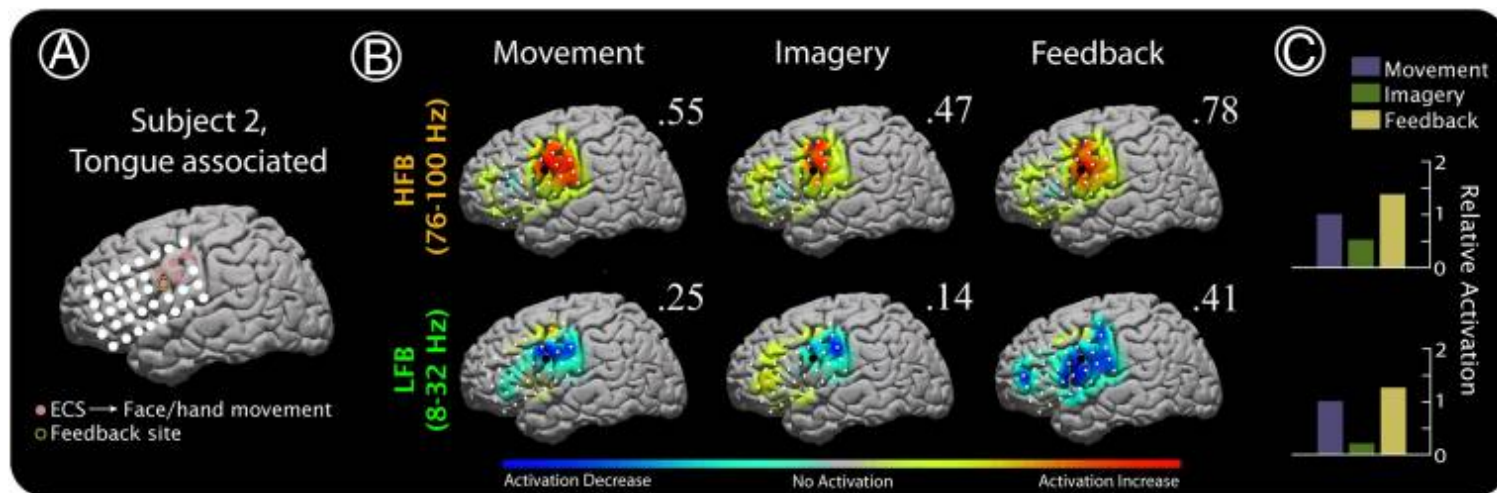 A
Subject 2,
Tongue associated
ECS → Face/hand movement
Feedback site
B
Movement
Imagery
Feedback
HFB
(76-100 Hz)
.55
.47
.78
LFB
(8-32 Hz)
.25
.14
.41
Activation Decrease
No Activation
Activation Increase
C
Movement
Imagery
Feedback
2
1
0
2
1
0
Relative Activation